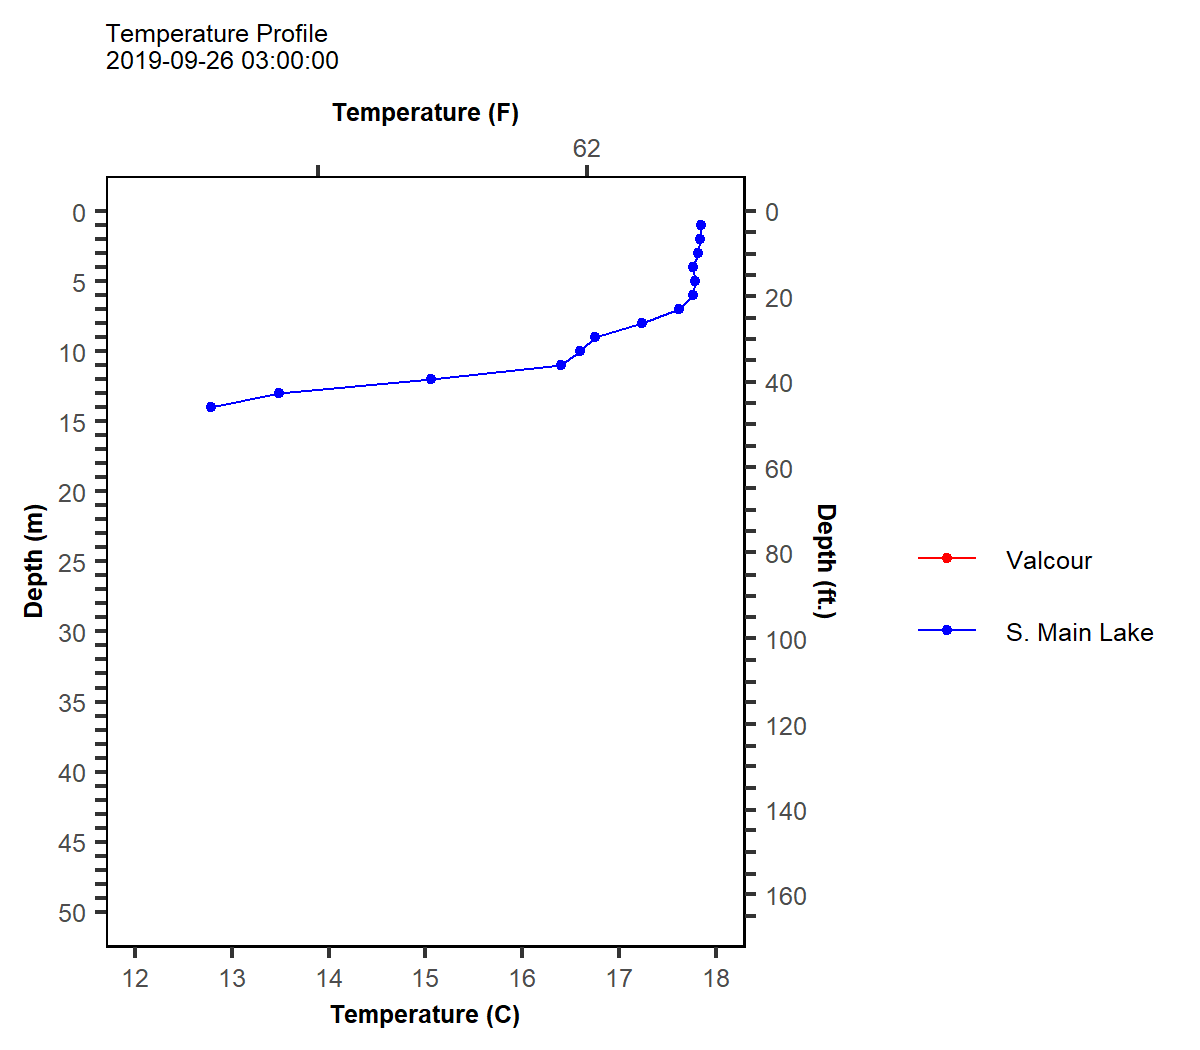 Temperature Profile
2019-09-26 03:00:00
Temperature (F)
62
0
5
10
15
20
25
30
35
40
45
50
Depth (m)
0
20
40
60
80
100
120
140
160
Depth (ft.)
12 13 14 15 16 17 18
Temperature (C)
Valcour
S. Main Lake